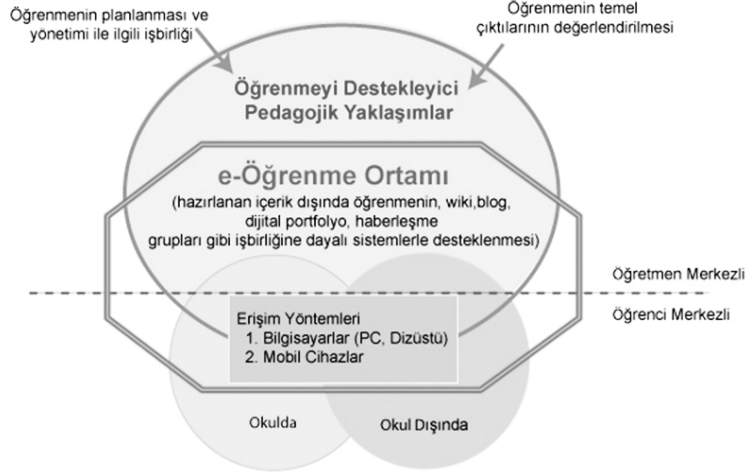 Öğrenmenin planlanması ve
yönetimi ile ilgili işbirliği
Öğrenmenin temel
çıktılarının değerlendirilmesi
Öğrenmeyi Destekleyici
Pedagojik Yaklaşımlar
e-Öğrenme Ortamı
(hazırlanan içerik dışında öğrenmenin, wiki,blog,
dijital portfolyo, haberleşme
grupları gibi işbirliğine dayalı sistemlerle desteklenmesi)
Öğretmen Merkezli
Öğrenci Merkezli
Erişim Yöntemleri
1. Bilgisayarlar (PC, Dizüstü)
2. Mobil Cihazlar
Okulda
Okul Dışında